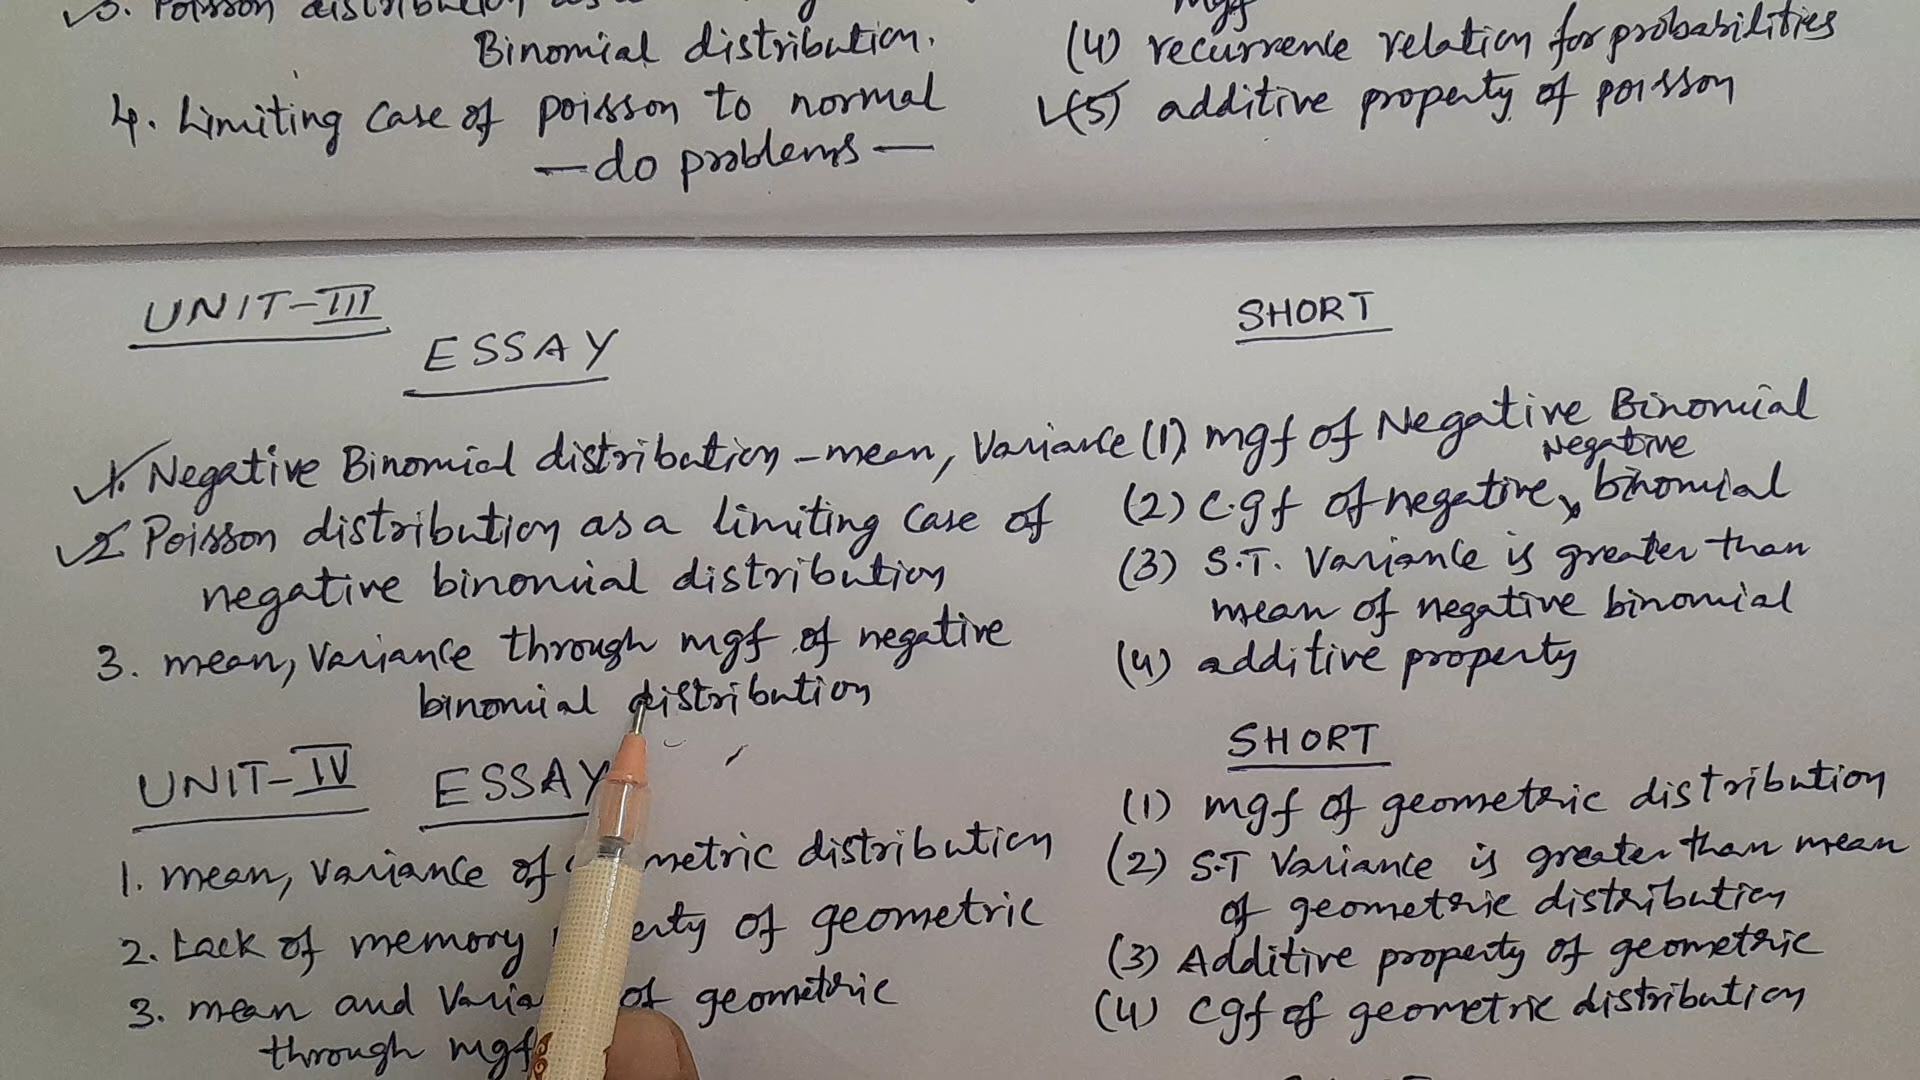 3. Poisson distribution
Binomial distribution.
4. Limiting case of poisson to normal
— do problems —
mgf
(4) recurrence relation for probabilities
(5) additive property of poisson
UNIT-III
ESSAY
1. Negative Binomial distribution - mean, Variance
2. Poisson distribution as a limiting case of
negative binomial distribution
3. mean, Variance through mgf of negative
binomial distribution
SHORT
(1) mgf of Negative Binomial
Negative
(2) C.g.f of negative binomial
(3) S.T. Variance is greater than
mean of negative binomial
(4) additive property
UNIT-IV ESSAY
1. mean, Variance of metric distribution
2. Lack of memory erty of geometric
3. mean and Varia of geometric
through mgf
SHORT
(1) mgf of geometric distribution
(2) S.T Variance is greater than mean
of geometric distribution
(3) Additive property of geometric
(4) Cgf of geometric distribution